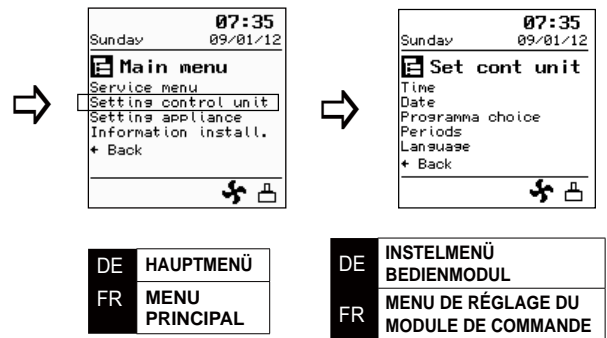 07:35
Sunday 09/01/12
Main menu
Service menu
Setting control unit
Setting appliance
Information install.
← Back
07:35
Sunday 09/01/12
Set cont unit
Time
Date
Programma choice
Periods
Language
← Back
DE HAUPTMENÜ
FR MENU
PRINCIPAL
DE INSTELMENÜ
BEDIENMODUL
FR MENU DE RÉGLAGE DU
MODULE DE COMMANDE